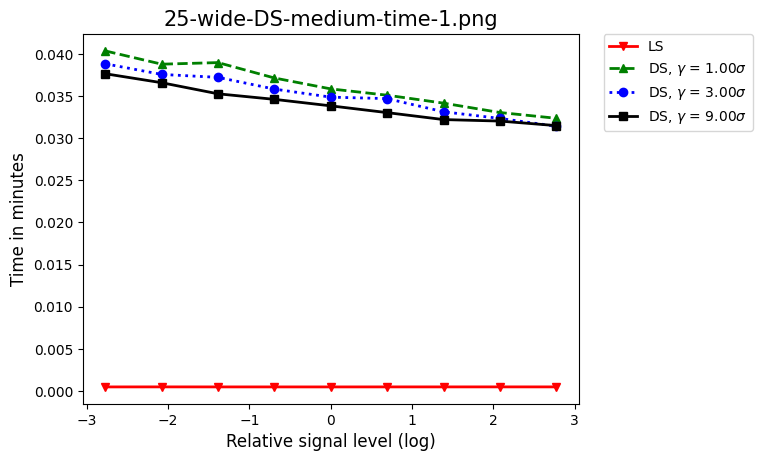 25-wide-DS-medium-time-1.png
LS
DS, γ = 1.00σ
DS, γ = 3.00σ
DS, γ = 9.00σ
Time in minutes
0.040
0.035
0.030
0.025
0.020
0.015
0.010
0.005
0.000
−3 −2 −1 0 1 2 3
Relative signal level (log)